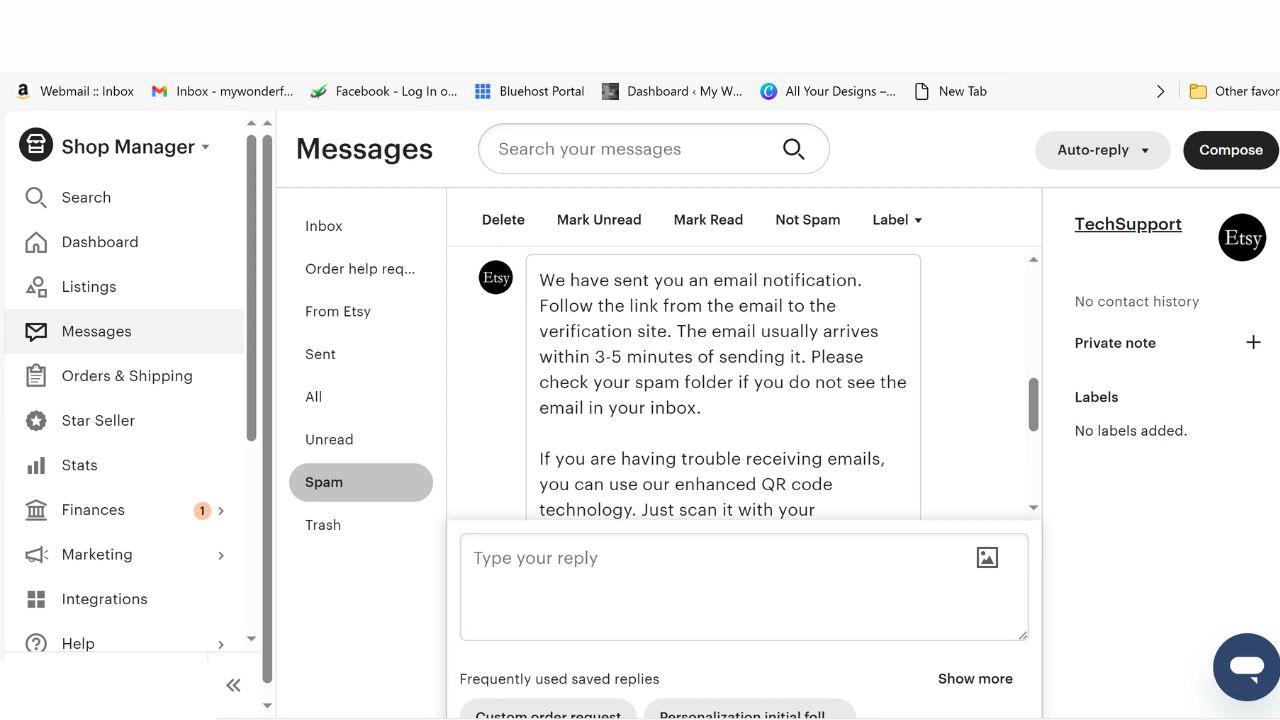 Webmail :: Inbox
Inbox - mywonderf...
Facebook - Log In o...
Bluehost Portal
Dashboard ‹ My W...
All Your Designs –...
New Tab
Other favor
Shop Manager
Search
Dashboard
Listings
Messages
Orders & Shipping
Star Seller
Stats
Finances
1
Marketing
Integrations
Help
Messages
Search your messages
Auto-reply
Compose
Inbox
Order help req...
From Etsy
Sent
All
Unread
Spam
Trash
Delete
Mark Unread
Mark Read
Not Spam
Label
Etsy
We have sent you an email notification.
Follow the link from the email to the
verification site. The email usually arrives
within 3-5 minutes of sending it. Please
check your spam folder if you do not see the
email in your inbox.
If you are having trouble receiving emails,
you can use our enhanced QR code
technology. Just scan it with your
Type your reply
Frequently used saved replies
Show more
Custom order request
Personalization initial foll...
TechSupport
Etsy
No contact history
Private note
Labels
No labels added.